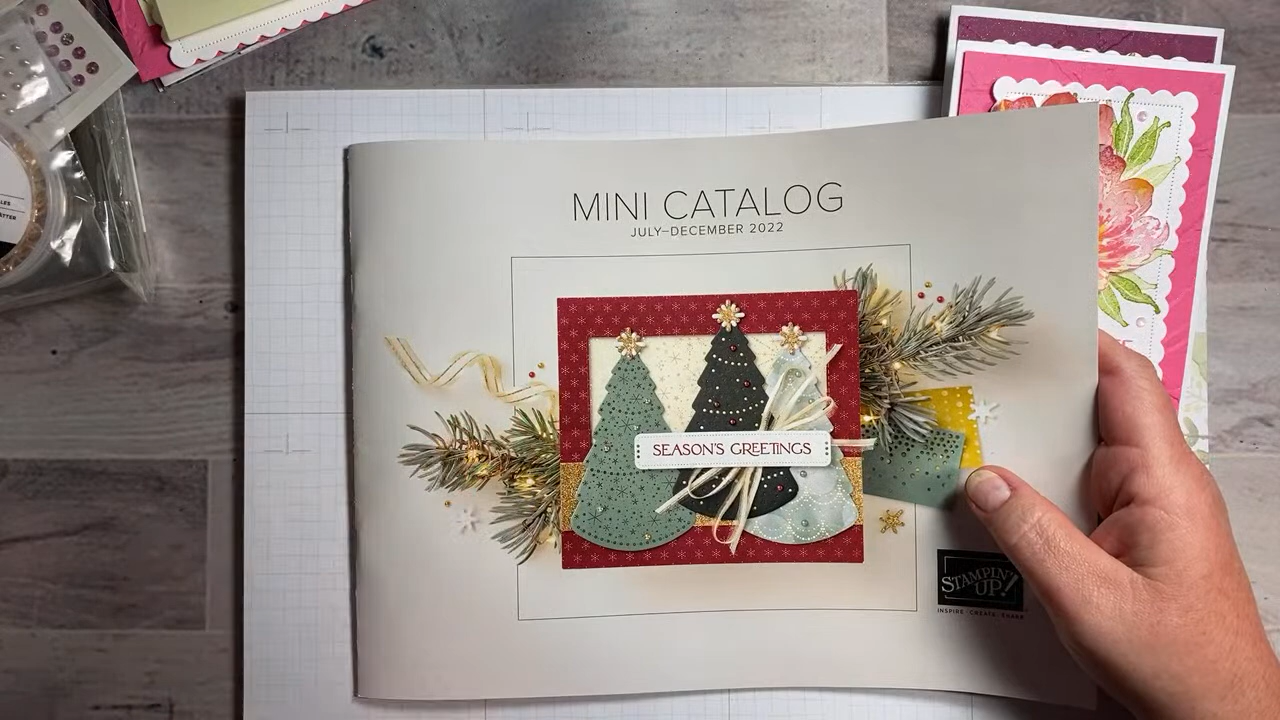 MINI CATALOG
JULY–DECEMBER 2022
SEASON'S GREETINGS
STAMPIN' UP!
INSPIRE · CREATE · SHARE